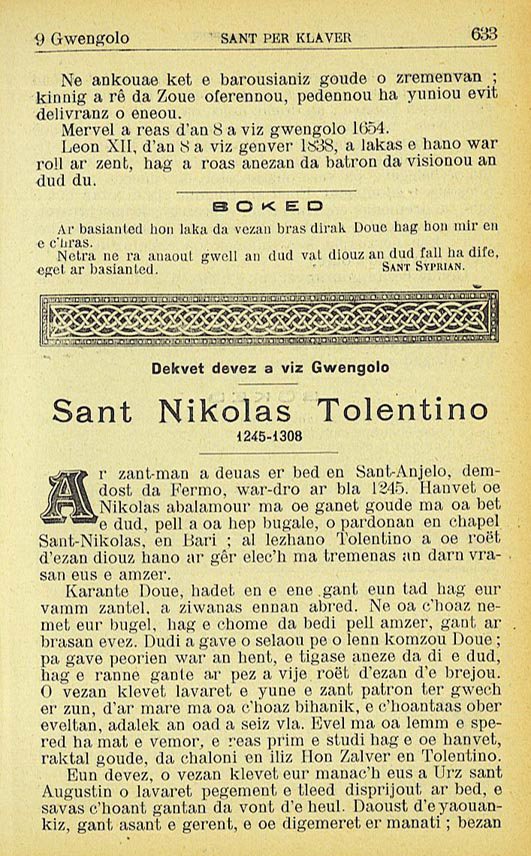 9 Gwengolo SANT PER KLAVER 633
Ne ankouae ket e barousianiz goude o zremenvan ;
kinnig a rê da Zoue oferennou, pedennou ha yuniou evit
delivranz o eneou.
Mervel a reas d'an 8 a viz gwengolo 1654.
Leon XII, d'an 8 a viz genver 1838, a lakas e hano war
roll ar zent, hag a roas anezan da batron da visionou an
dud du.
BOKED
Ar basianted hon laka da vezan bras dirak Doue hag hon mir en
e c'hras.
Netra ne ra anaout gwell an dud vat diouz an dud fall ha dife,
eget ar basianted. SANT SYPRIAN.
Dekvet devez a viz Gwengolo
Sant Nikolas Tolentino
1245-1308
Ar zant-man a deuas er bed en Sant-Anjelo, dem-
dost da Fermo, war-dro ar bla 1245. Hanvet oe
Nikolas abalamour ma oe ganet goude ma oa bet
e dud, pell a oa hep bugale, o pardonan en chapel
Sant-Nikolas, en Bari ; al lezhano Tolentino a oe roët
d'ezan diouz hano ar gêr elec'h ma tremenas an darn vra-
san eus e amzer.
Karante Doue, hadet en e ene gant eun tad hag eur
vamm zantel, a ziwanas ennan abred. Ne oa c'hoaz ne-
met eur bugel, hag e chome da bedi pell amzer, gant ar
brasan evez. Dudi a gave o selaou pe o lenn komzou Doue ;
pa gave peorien war an hent, e tigase aneze da di e dud,
hag e ranne gante ar pez a vije roët d'ezan d'e brejou.
O vezan klevet lavaret e yune e zant patron ter gwech
er zun, d'ar mare ma oa c'hoaz bihanik, e c'hoantaas ober
eveltan, adalek an oad a seiz vla. Evel ma oa lemm e spe-
red ha mat e vemor, e reas prim e studi hag e oe hanvet,
raktal goude, da chaloni en iliz Hon Zalver en Tolentino.
Eun devez, o vezan klevet eur manac'h eus a Urz sant
Augustin o lavaret pegement e tleed disprijout ar bed, e
savas c'hoant gantan da vont d'e heul. Daoust d'e yaouan-
kiz, gant asant e gerent, e oe digemeret er manati ; bezan